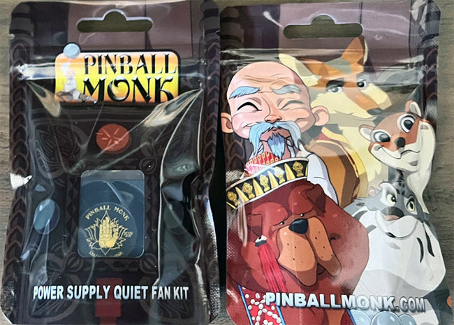 PINBALL
MONK
PINBALL MONK
POWER SUPPLY QUIET FAN KIT
PINBALLMONK.COM